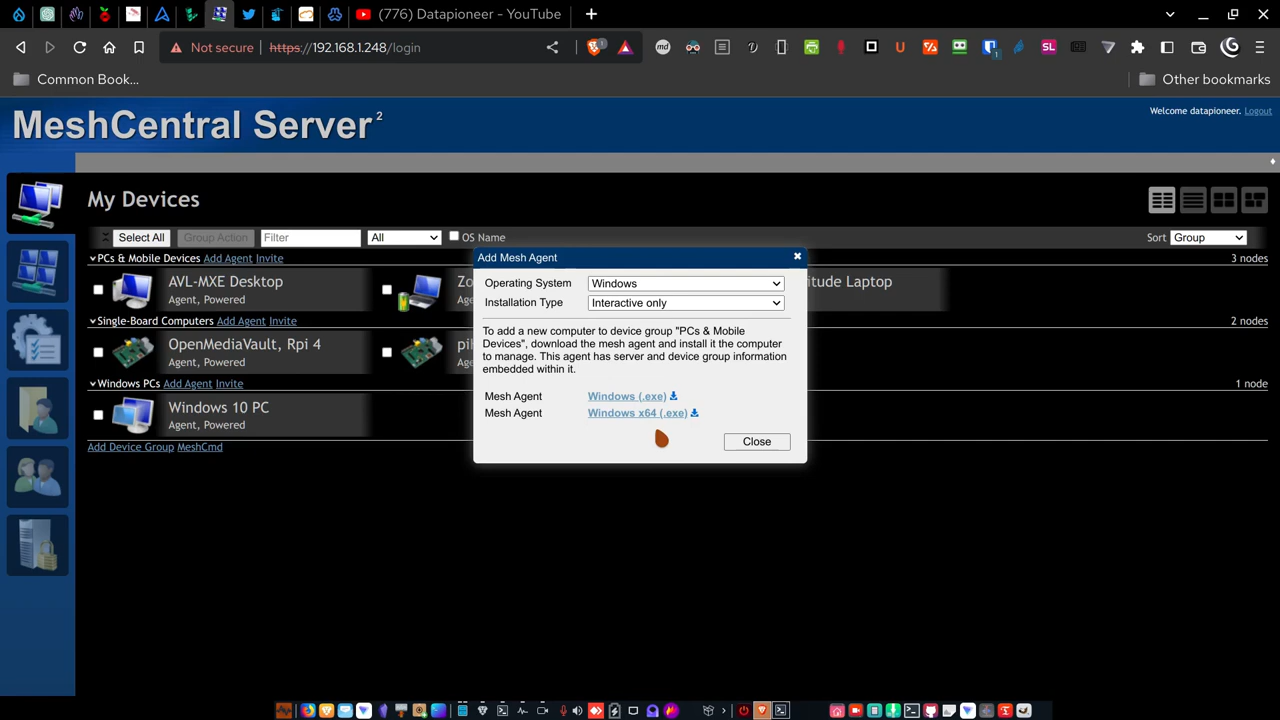 (776) Datapioneer - YouTube
Not secure
https://192.168.1.248/login
Common Book...
Other bookmarks
MeshCentral Server 2
Welcome datapioneer. Logout
My Devices
Select All
Group Action
Filter
All
OS Name
Sort
Group
PCs & Mobile Devices Add Agent Invite
3 nodes
AVL-MXE Desktop
Agent, Powered
Laptop
Single-Board Computers Add Agent Invite
2 nodes
OpenMediaVault, Rpi 4
Agent, Powered
Windows PCs Add Agent Invite
1 node
Windows 10 PC
Agent, Powered
Add Device Group MeshCmd
Add Mesh Agent
Operating System
Windows
Installation Type
Interactive only
To add a new computer to device group "PCs & Mobile
Devices", download the mesh agent and install it the computer
to manage. This agent has server and device group information
embedded within it.
Mesh Agent
Windows (.exe)
Mesh Agent
Windows x64 (.exe)
Close